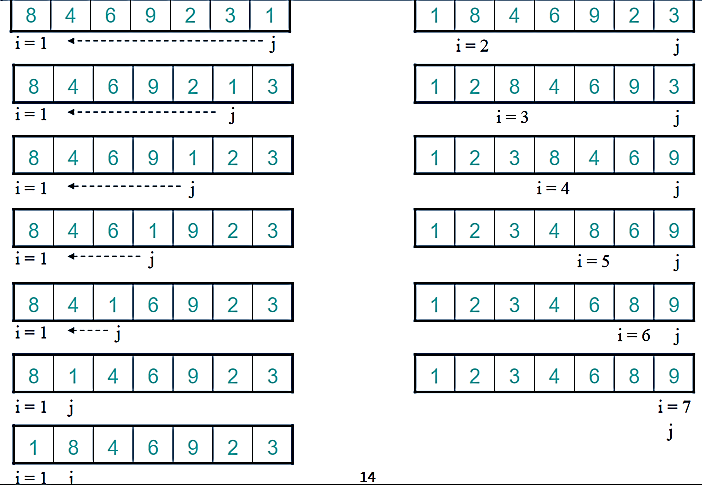 8 4 6 9 2 3 1
i = 1 j
8 4 6 9 2 1 3
i = 1 j
8 4 6 9 1 2 3
i = 1 j
8 4 6 1 9 2 3
i = 1 j
8 4 1 6 9 2 3
i = 1 j
8 1 4 6 9 2 3
i = 1 j
1 8 4 6 9 2 3
i = 1 j
1 8 4 6 9 2 3
i = 2 j
1 2 8 4 6 9 3
i = 3 j
1 2 3 8 4 6 9
i = 4 j
1 2 3 4 8 6 9
i = 5 j
1 2 3 4 6 8 9
i = 6 j
1 2 3 4 6 8 9
i = 7
j
14